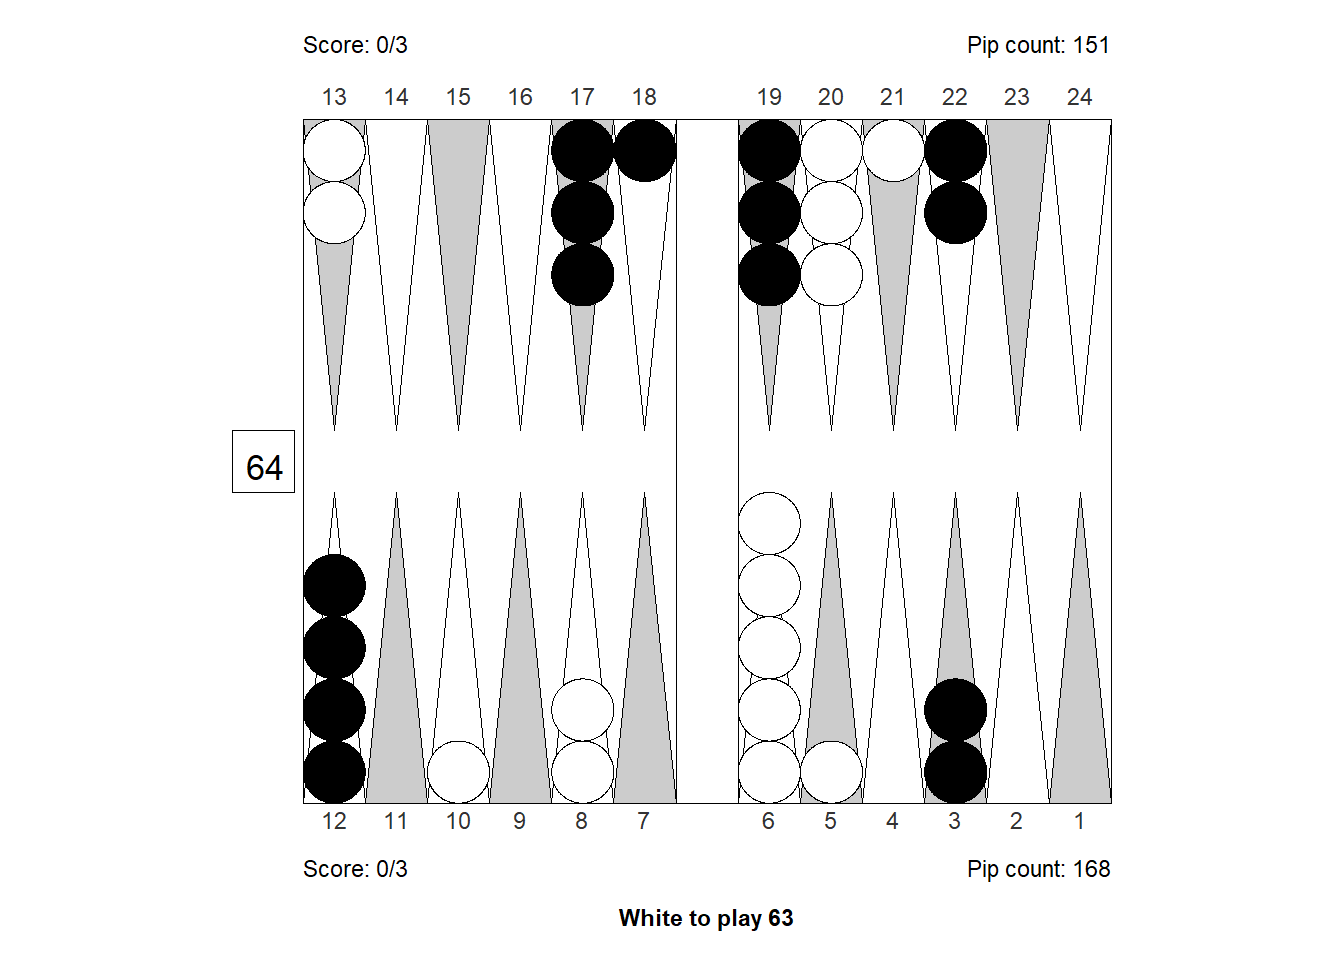 Score: 0/3 Pip count: 151
13 14 15 16 17 18 19 20 21 22 23 24
64
12 11 10 9 8 7 6 5 4 3 2 1
Score: 0/3 Pip count: 168
White to play 63